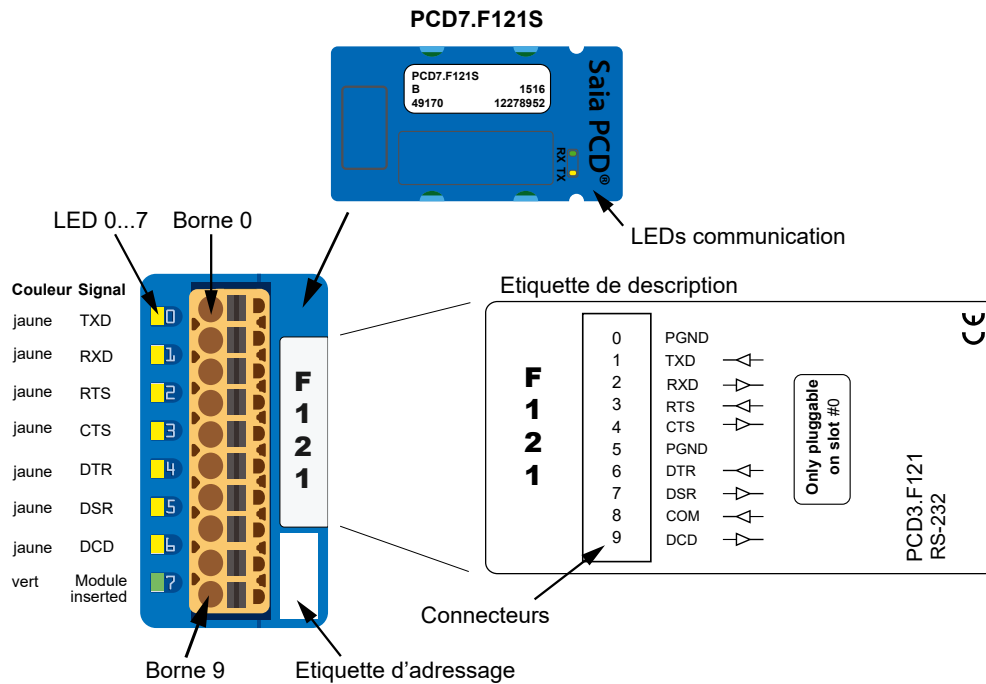 PCD7.F121S
PCD7.F121S
B 1516
49170 12278952
Saia PCD®
RX TX
LEDs communication
LED 0...7 Borne 0
Couleur Signal
jaune TXD 0
jaune RXD 1
jaune RTS 2
jaune CTS 3
jaune DTR 4
jaune DSR 5
jaune DCD 6
vert Module inserted 7
F
1
2
1
Borne 9
Etiquette d'adressage
Etiquette de description
F
1
2
1
0 PGND
1 TXD
2 RXD
3 RTS
4 CTS
5 PGND
6 DTR
7 DSR
8 COM
9 DCD
Only pluggable
on slot #0
CE
PCD3.F121
RS-232
Connecteurs